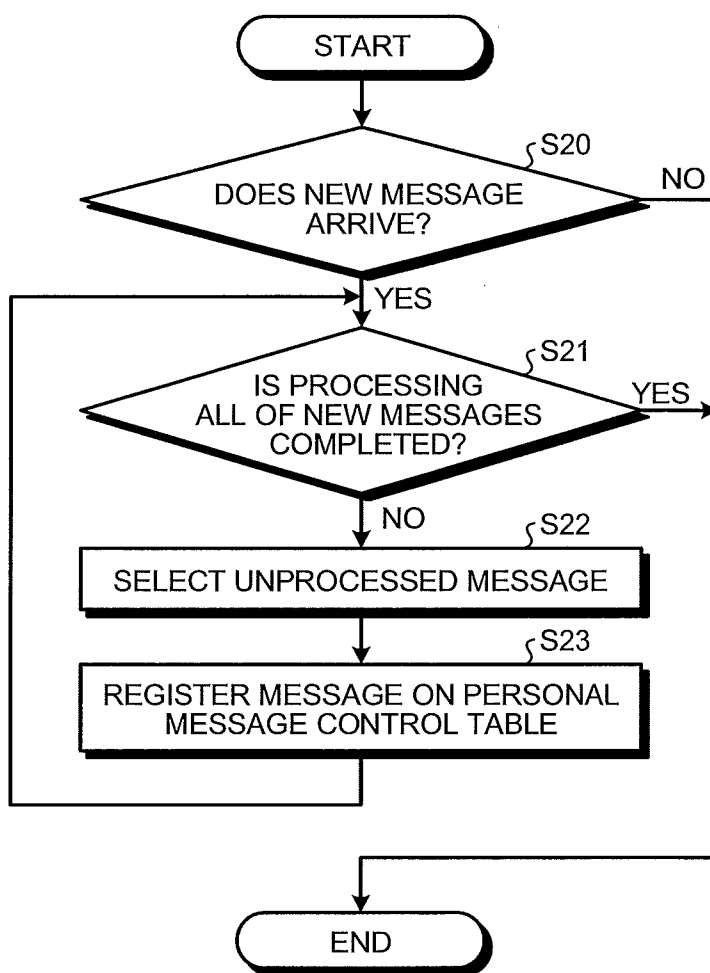 START
S20
DOES NEW MESSAGE
ARRIVE?
NO
YES
S21
IS PROCESSING
ALL OF NEW MESSAGES
COMPLETED?
YES
NO
S22
SELECT UNPROCESSED MESSAGE
S23
REGISTER MESSAGE ON PERSONAL
MESSAGE CONTROL TABLE
END